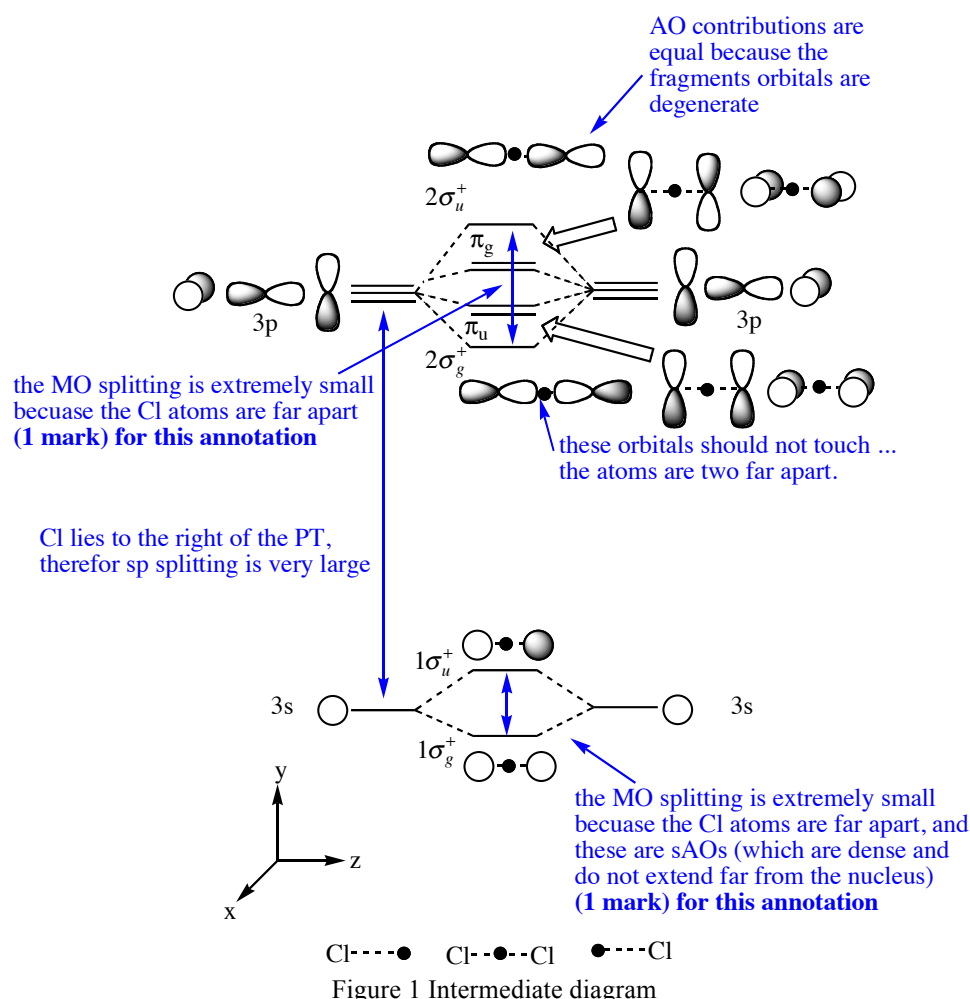 AO contributions are
equal because the
fragments orbitals are
degenerate
2σu+
πg
3p
3p
πu
2σg+
the MO splitting is extremely small
becuase the Cl atoms are far apart
(1 mark) for this annotation
these orbitals should not touch ...
the atoms are two far apart.
Cl lies to the right of the PT,
therefor sp splitting is very large
1σu+
3s
3s
1σg+
the MO splitting is extremely small
becuase the Cl atoms are far apart, and
these are sAOs (which are dense and
do not extend far from the nucleus)
(1 mark) for this annotation
y
z
x
Cl Cl Cl Cl
Figure 1 Intermediate diagram